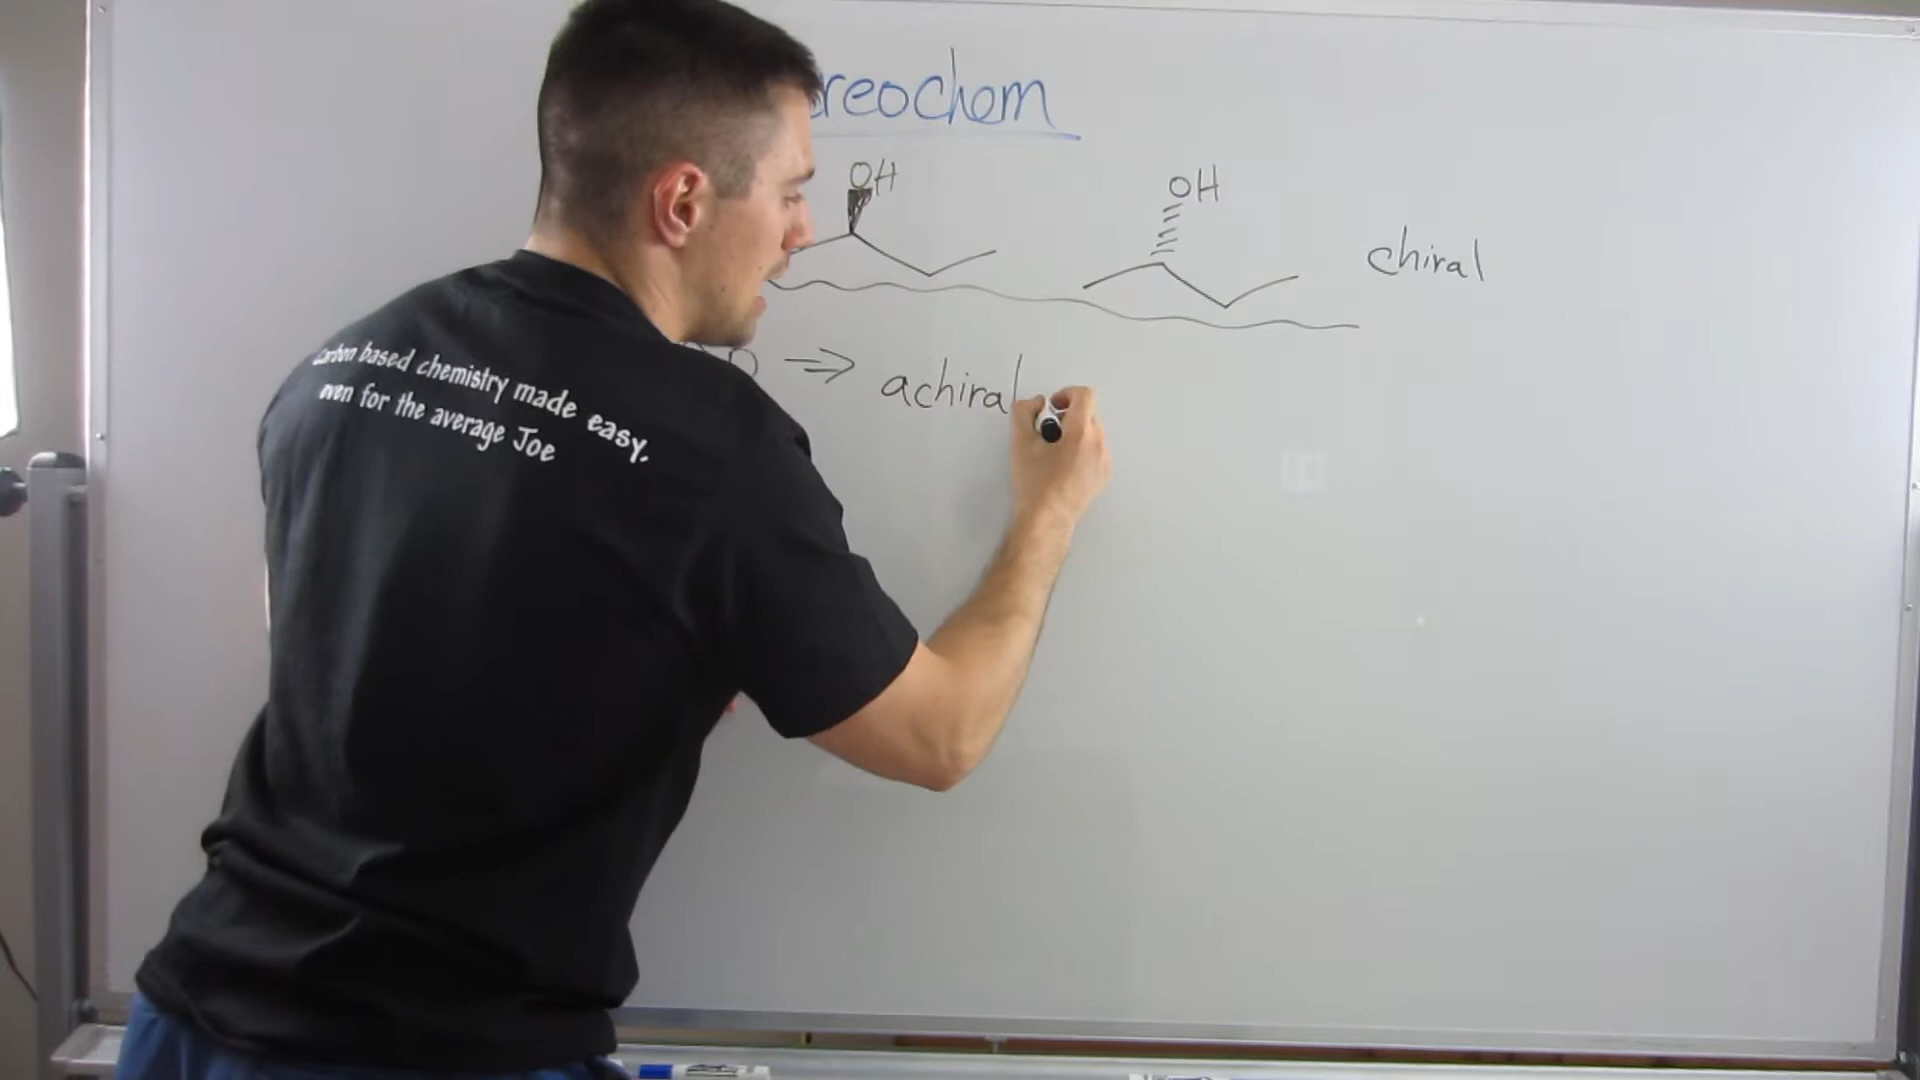 reochem
OH
OH
chiral
⇒ achiral
Carbon based chemistry made easy,
even for the average Joe